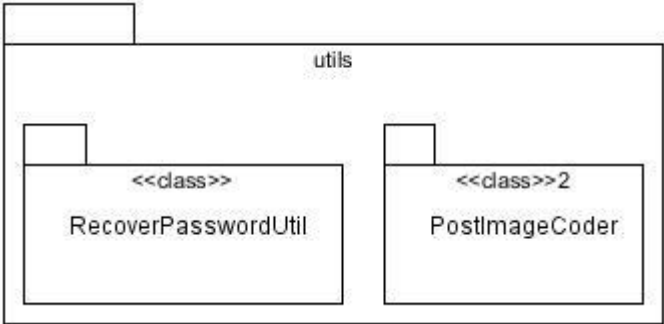 utils
<<class>>
RecoverPasswordUtil
<<class>>2
PostImageCoder